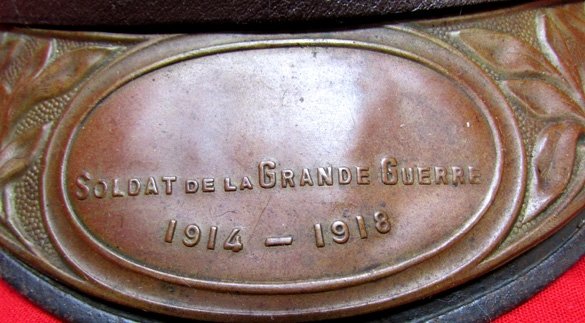 SOLDAT DE LA GRANDE GUERRE
1914 – 1918